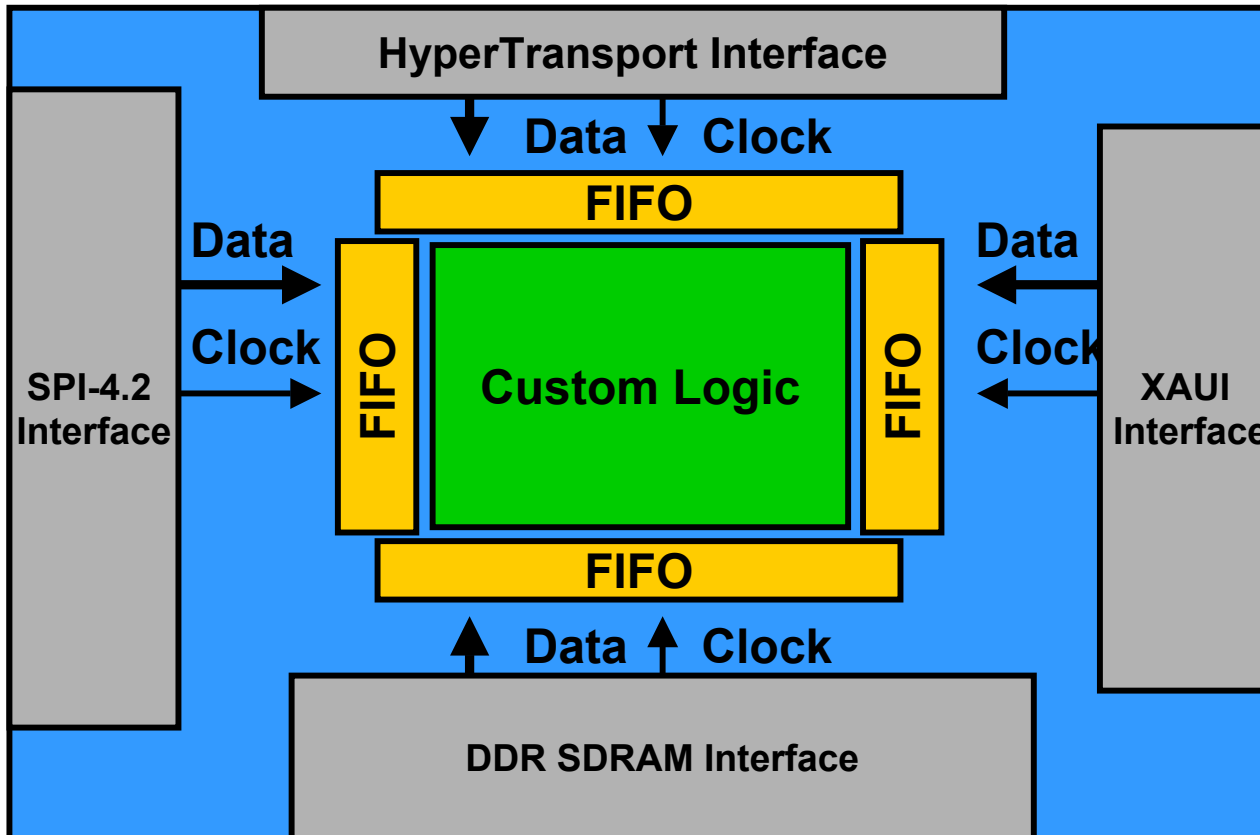 HyperTransport Interface
Data
Clock
FIFO
Data
Clock
SPI-4.2
Interface
FIFO
Custom Logic
FIFO
Data
Clock
XAUI
Interface
FIFO
Data
Clock
DDR SDRAM Interface